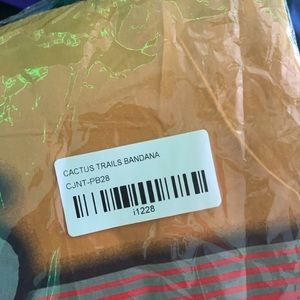 CACTUS TRAILS BANDANA
CJNT-PB28
i1228